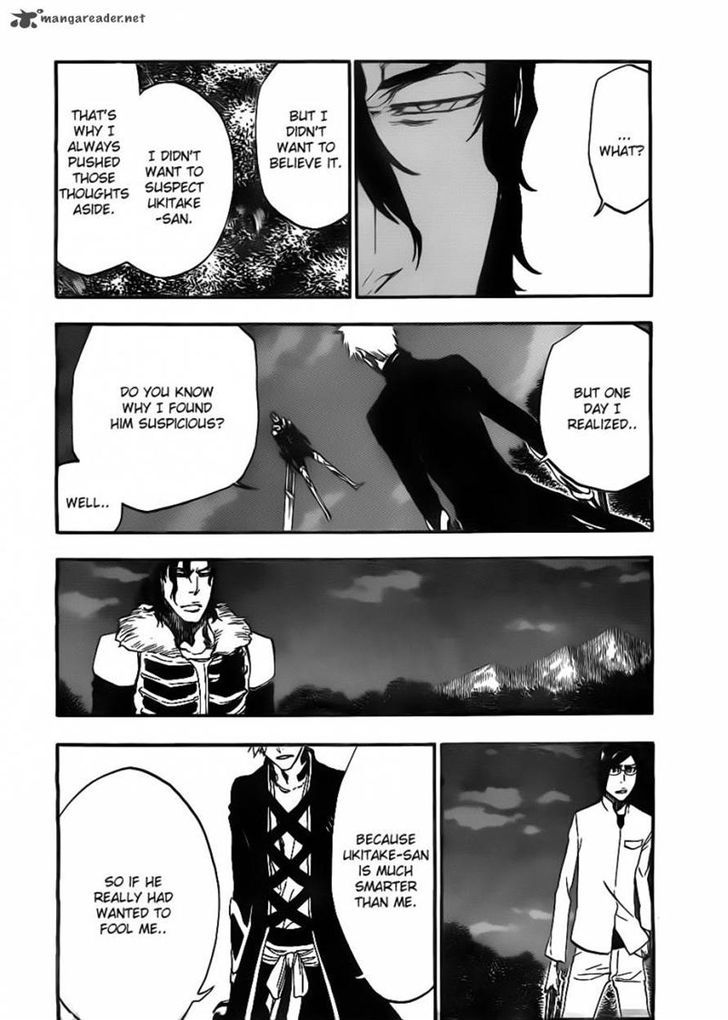 mangareader.net
...
WHAT?
BUT I
DIDN'T
WANT TO
BELIEVE IT.
I DIDN'T
WANT TO
SUSPECT
UKITAKE
-SAN.
THAT'S
WHY I
ALWAYS
PUSHED
THOSE
THOUGHTS
ASIDE.
BUT ONE
DAY I
REALIZED..
DO YOU KNOW
WHY I FOUND
HIM SUSPICIOUS?
WELL..
BECAUSE
UKITAKE-SAN
IS MUCH
SMARTER
THAN ME.
SO IF HE
REALLY HAD
WANTED TO
FOOL ME..